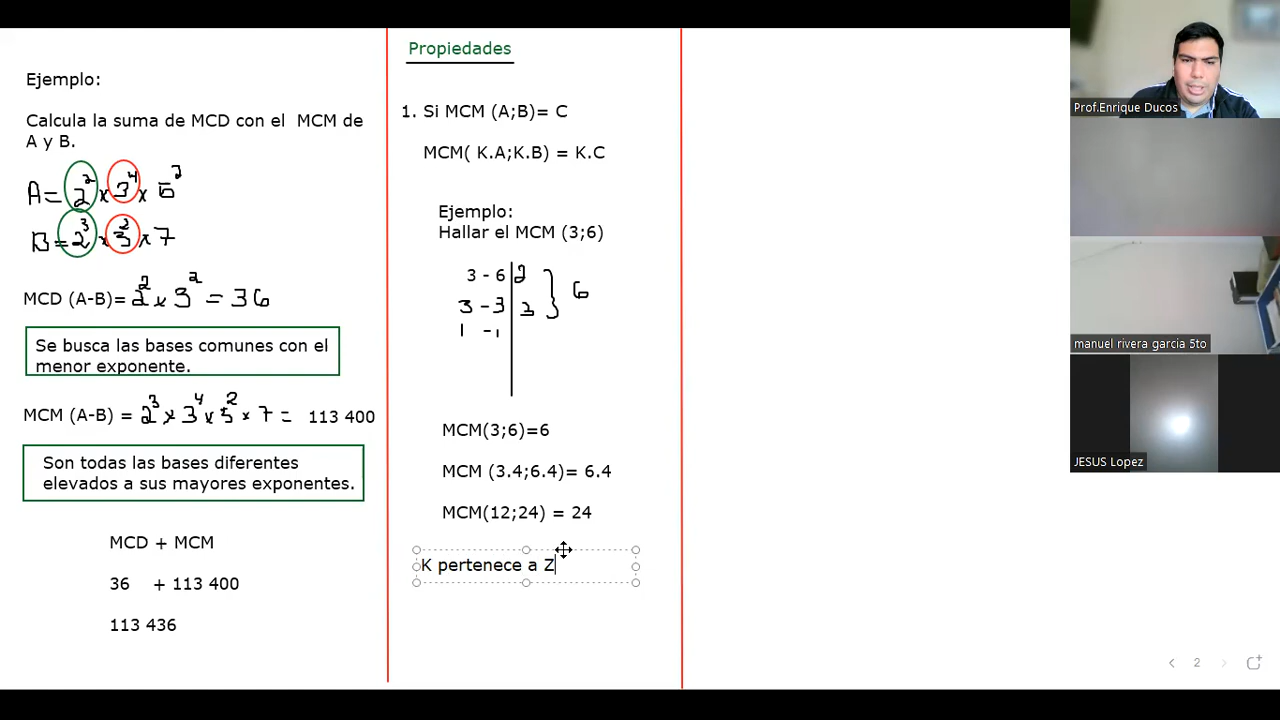 Ejemplo:
Calcula la suma de MCD con el MCM de
A y B.
A = 2² x 3⁴ x 5²
B = 2³ x 3² x 7
MCD (A-B)= 2² x 3² = 36
Se busca las bases comunes con el
menor exponente.
MCM (A-B) = 2³ x 3⁴ x 5² x 7 = 113 400
Son todas las bases diferentes
elevados a sus mayores exponentes.
MCD + MCM
36 + 113 400
113 436
Propiedades
1. Si MCM (A;B)= C
MCM( K.A;K.B) = K.C
Ejemplo:
Hallar el MCM (3;6)
3 - 6 | 2
3 - 3 | 3 } 6
1 - 1
MCM(3;6)=6
MCM (3.4;6.4)= 6.4
MCM(12;24) = 24
K pertenece a Z
Prof.Enrique Ducos
manuel rivera garcia 5to
JESUS Lopez
2